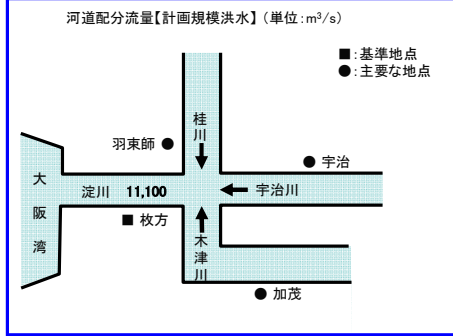 河道配分流量【計画規模洪水】(単位:m³/s)
■:基準地点
●:主要な地点
桂川
羽束師 ●
● 宇治
大阪湾
淀川 11,100
宇治川
■ 枚方
木津川
● 加茂